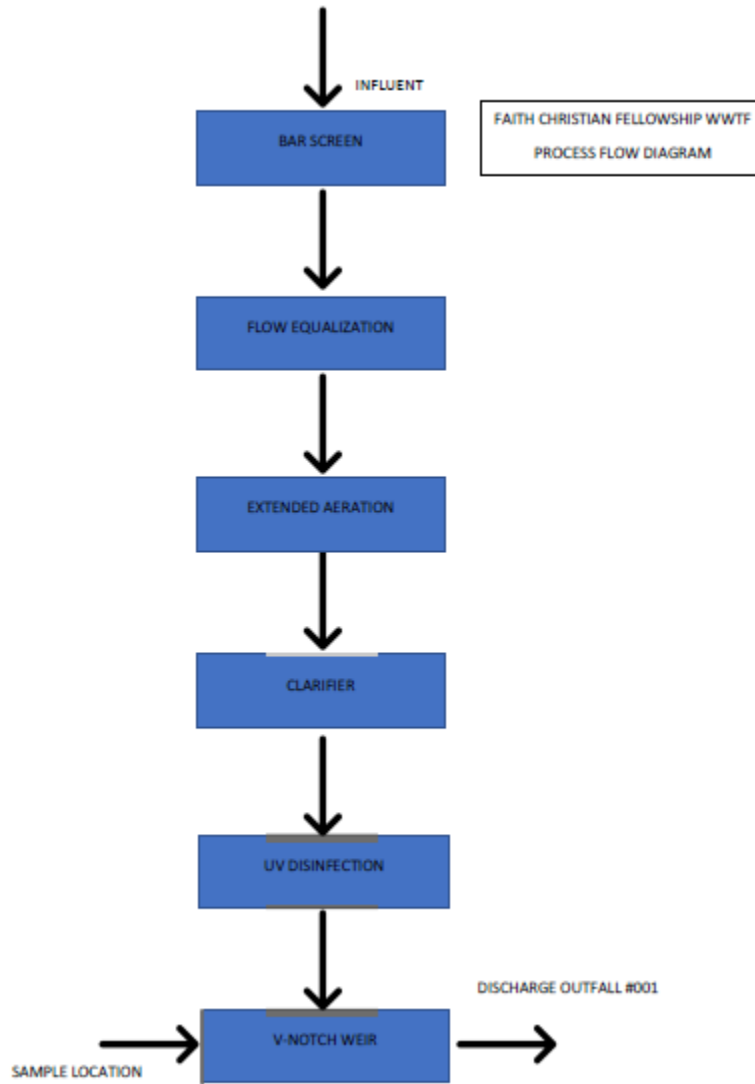 INFLUENT
BAR SCREEN
FAITH CHRISTIAN FELLOWSHIP WWTF
PROCESS FLOW DIAGRAM
FLOW EQUALIZATION
EXTENDED AERATION
CLARIFIER
UV DISINFECTION
DISCHARGE OUTFALL #001
V-NOTCH WEIR
SAMPLE LOCATION